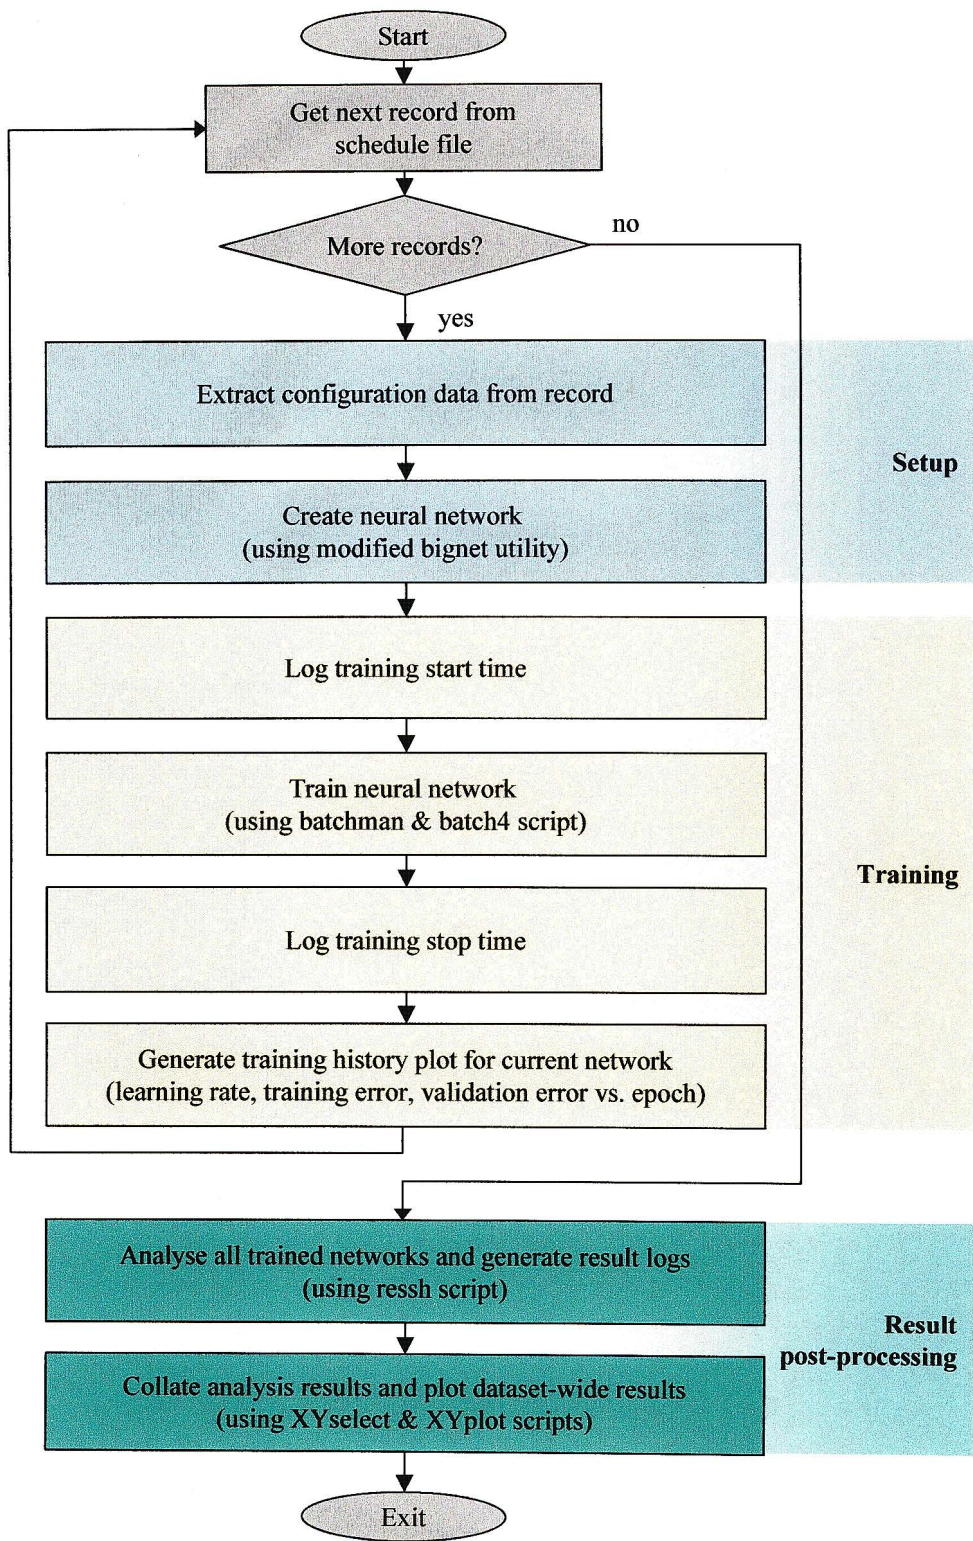 Start
Get next record from
schedule file
More records?
no
yes
Extract configuration data from record
Setup
Create neural network
(using modified bignet utility)
Log training start time
Train neural network
(using batchman & batch4 script)
Training
Log training stop time
Generate training history plot for current network
(learning rate, training error, validation error vs. epoch)
Analyse all trained networks and generate result logs
(using ressh script)
Result
post-processing
Collate analysis results and plot dataset-wide results
(using XYselect & XYplot scripts)
Exit